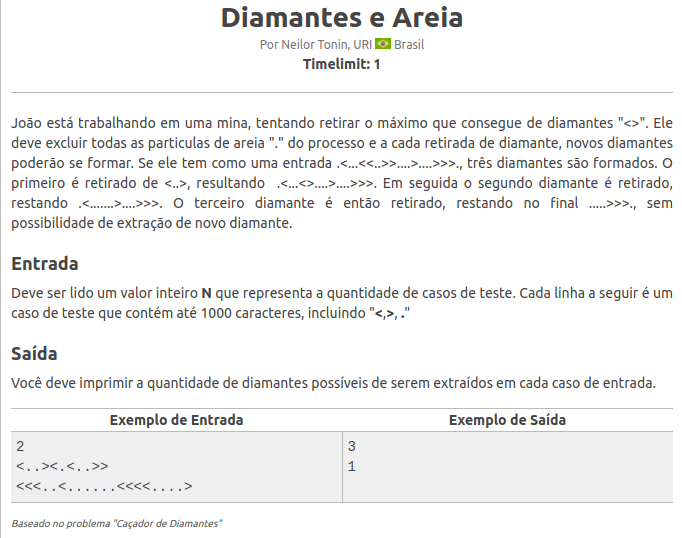 Diamantes e Areia
Por Neilor Tonin, URI Brasil
Timelimit: 1
João está trabalhando em uma mina, tentando retirar o máximo que consegue de diamantes "<>". Ele
deve excluir todas as particulas de areia "." do processo e a cada retirada de diamante, novos diamantes
poderão se formar. Se ele tem como uma entrada .<...<<..>>....>....>>>., três diamantes são formados. O
primeiro é retirado de <..>, resultando .<...<>....>....>>>. Em seguida o segundo diamante é retirado,
restando .<.......>....>>>. O terceiro diamante é então retirado, restando no final .....>>>., sem
possibilidade de extração de novo diamante.
Entrada
Deve ser lido um valor inteiro N que representa a quantidade de casos de teste. Cada linha a seguir é um
caso de teste que contém até 1000 caracteres, incluindo "<,>, ."
Saída
Você deve imprimir a quantidade de diamantes possíveis de serem extraídos em cada caso de entrada.
Exemplo de Entrada Exemplo de Saída
2 3
<..><.<..>> 1
<<<..<......<<<<....>
Baseado no problema "Caçador de Diamantes"